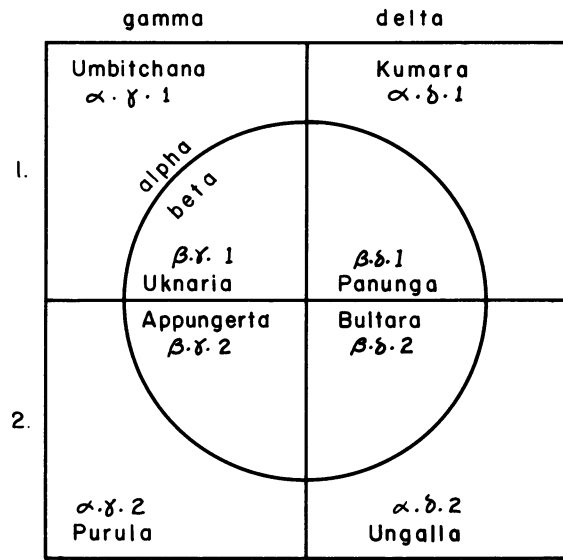 gamma delta
Umbitchana Kumara
α.γ.1 α.δ.1
1.
alpha
beta
β.γ.1 β.δ.1
Uknaria Panunga
Appungerta Bultara
β.γ.2 β.δ.2
2.
α.γ.2 α.δ.2
Purula Ungalla